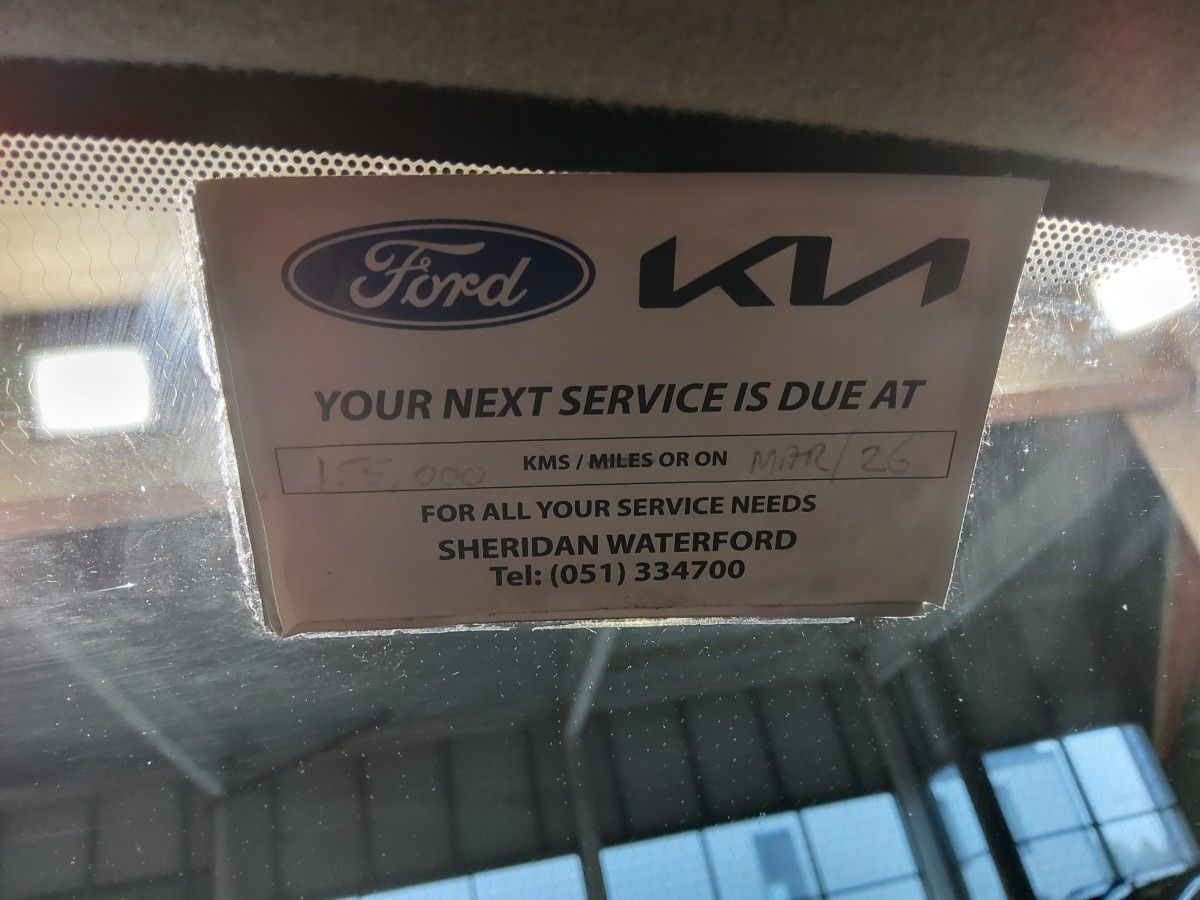 Ford KIA
YOUR NEXT SERVICE IS DUE AT
155,000 KMS / MILES OR ON MAR/26
FOR ALL YOUR SERVICE NEEDS
SHERIDAN WATERFORD
Tel: (051) 334700